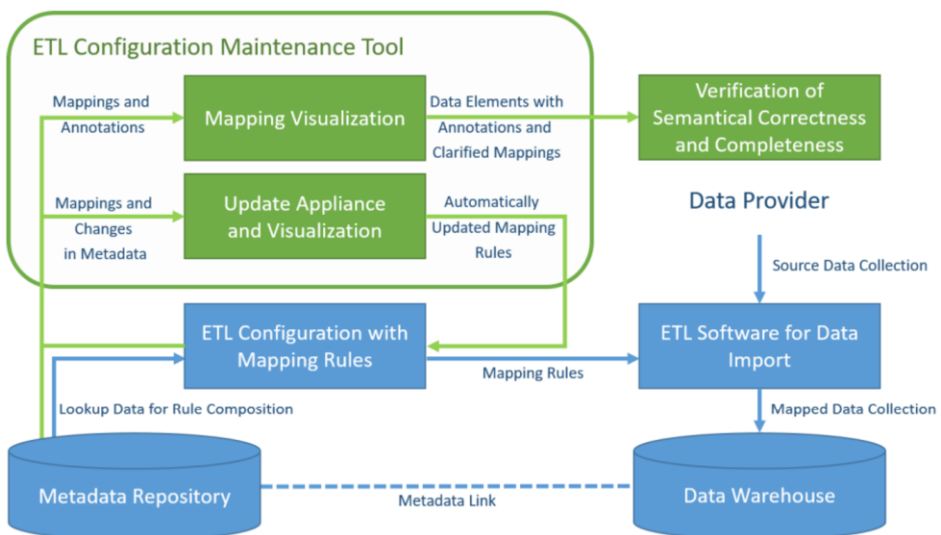 ETL Configuration Maintenance Tool
Mappings and
Annotations
Mapping Visualization
Data Elements with
Annotations and
Clarified Mappings
Verification of
Semantical Correctness
and Completeness
Mappings and
Changes
in Metadata
Update Appliance
and Visualization
Automatically
Updated Mapping
Rules
Data Provider
Source Data Collection
ETL Configuration with
Mapping Rules
Mapping Rules
ETL Software for Data
Import
Lookup Data for Rule Composition
Mapped Data Collection
Metadata Repository
Metadata Link
Data Warehouse